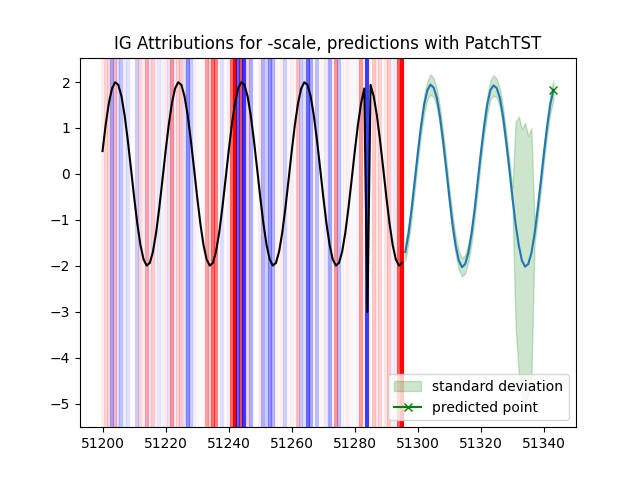 IG Attributions for -scale, predictions with PatchTST
2
1
0
−1
−2
−3
−4
−5
standard deviation
predicted point
51200 51220 51240 51260 51280 51300 51320 51340